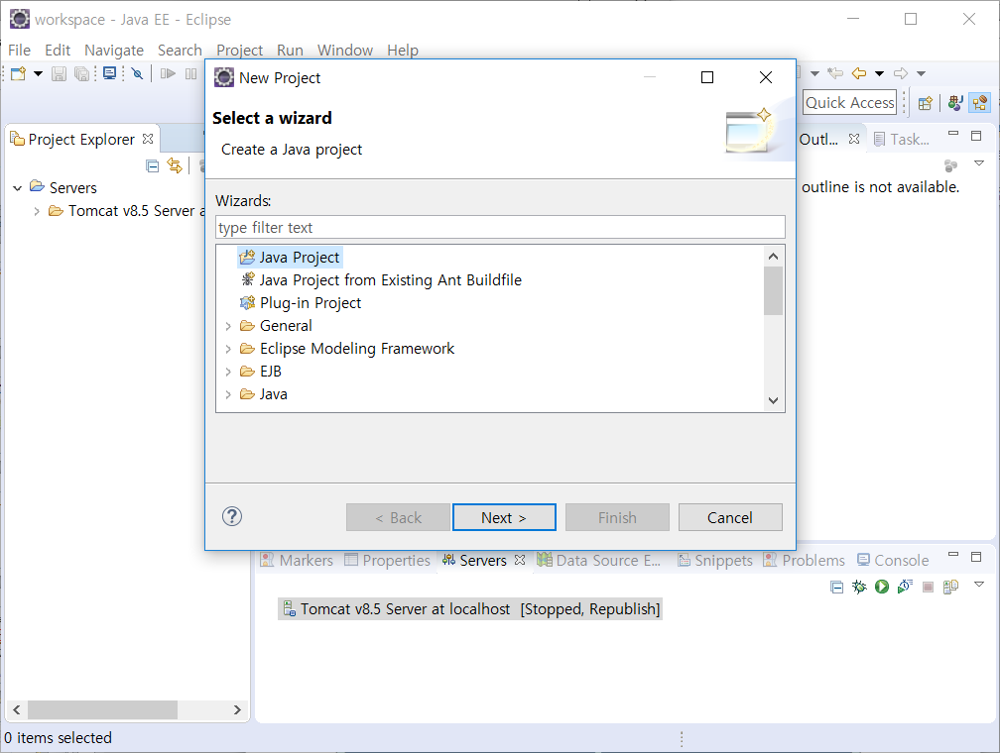 workspace - Java EE - Eclipse
File Edit Navigate Search Project Run Window Help
New Project
Quick Access
Select a wizard
Create a Java project
Project Explorer
Outl...
Task...
Servers
outline is not available.
Tomcat v8.5 Server
Wizards:
type filter text
Java Project
Java Project from Existing Ant Buildfile
Plug-in Project
General
Eclipse Modeling Framework
EJB
Java
?
< Back
Next >
Finish
Cancel
Markers
Properties
Servers
Data Source E...
Snippets
Problems
Console
Tomcat v8.5 Server at localhost [Stopped, Republish]
0 items selected